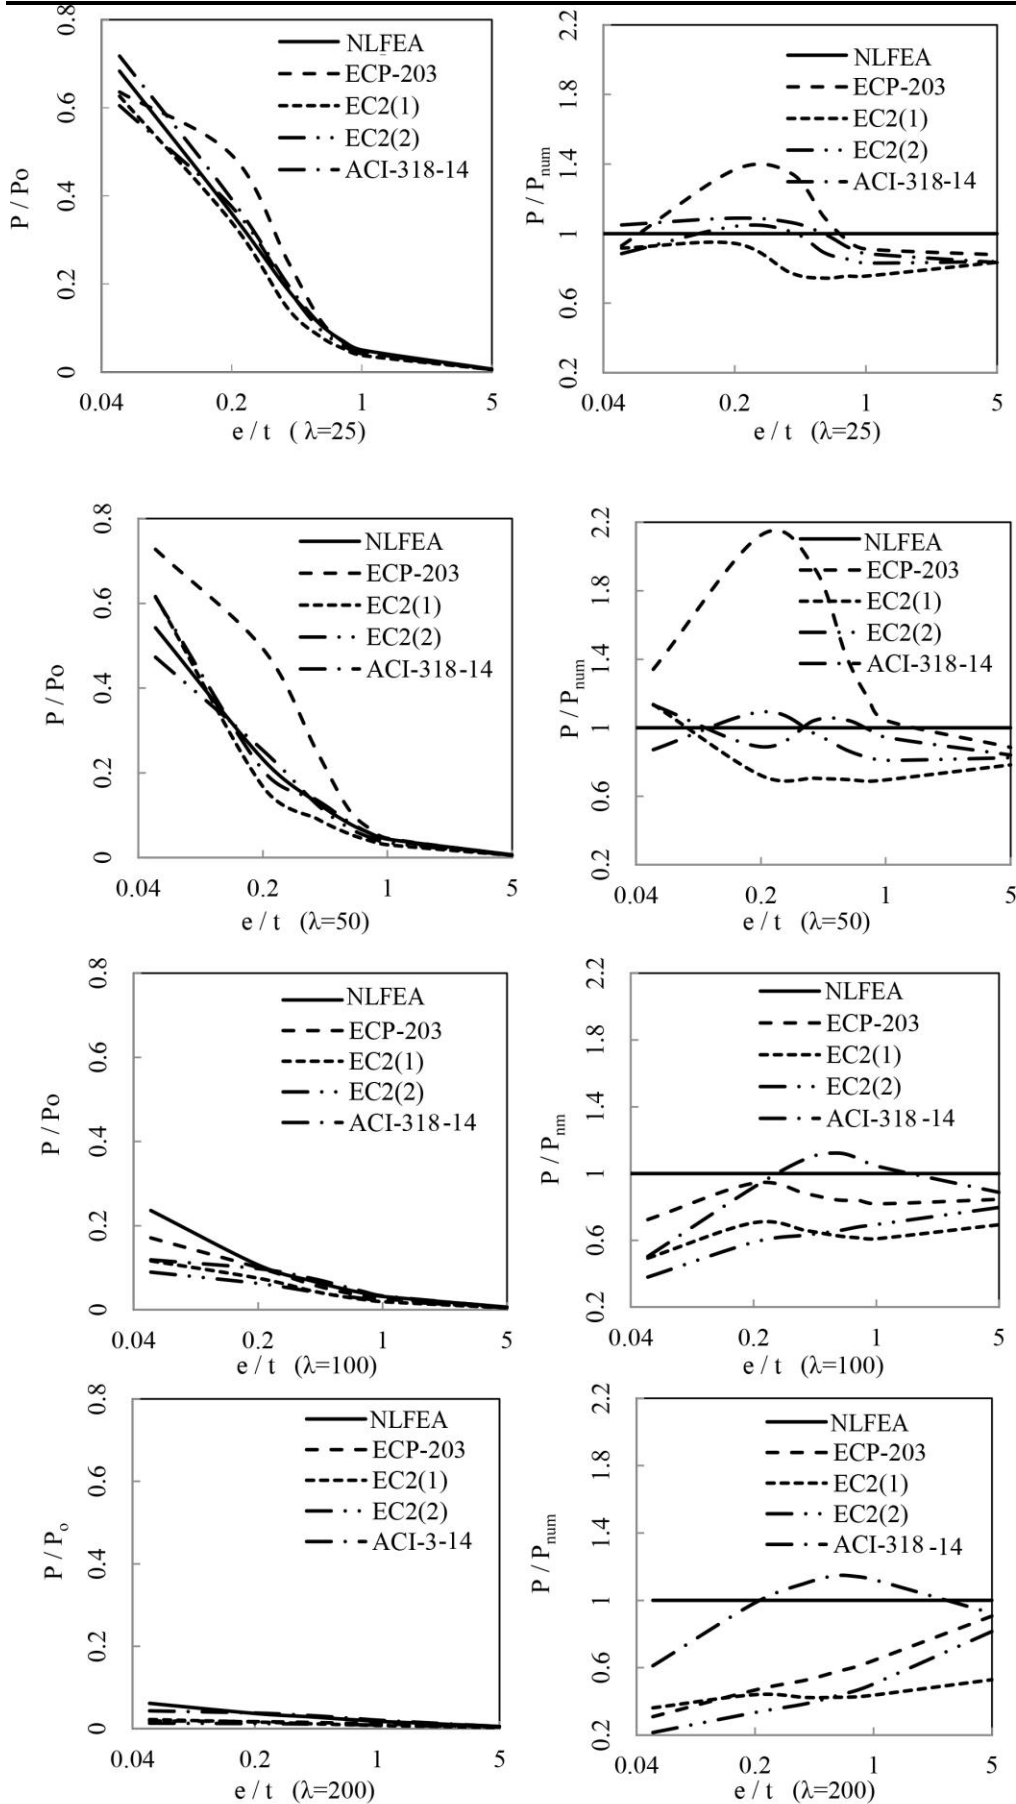 P / Po
0.8
0.6
0.4
0.2
0
NLFEA
ECP-203
EC2(1)
EC2(2)
ACI-318-14
0.04 0.2 1 5
e / t ( λ=25)
P / Pnum
2.2
1.8
1.4
1
0.6
0.2
NLFEA
ECP-203
EC2(1)
EC2(2)
ACI-318-14
0.04 0.2 1 5
e / t (λ=25)
P / Po
0.8
0.6
0.4
0.2
0
NLFEA
ECP-203
EC2(1)
EC2(2)
ACI-318-14
0.04 0.2 1 5
e / t (λ=50)
P / Pnum
2.2
1.8
1.4
1
0.6
0.2
NLFEA
ECP-203
EC2(1)
EC2(2)
ACI-318-14
0.04 0.2 1 5
e / t (λ=50)
P / Po
0.8
0.6
0.4
0.2
0
NLFEA
ECP-203
EC2(1)
EC2(2)
ACI-318-14
0.04 0.2 1 5
e / t (λ=100)
P / Pnm
2.2
1.8
1.4
1
0.6
0.2
NLFEA
ECP-203
EC2(1)
EC2(2)
ACI-318-14
0.04 0.2 1 5
e / t (λ=100)
P / Po
0.8
0.6
0.4
0.2
0
NLFEA
ECP-203
EC2(1)
EC2(2)
ACI-3-14
0.04 0.2 1 5
e / t (λ=200)
P / Pnum
2.2
1.8
1.4
1
0.6
0.2
NLFEA
ECP-203
EC2(1)
EC2(2)
ACI-318 -14
0.04 0.2 1 5
e / t (λ=200)